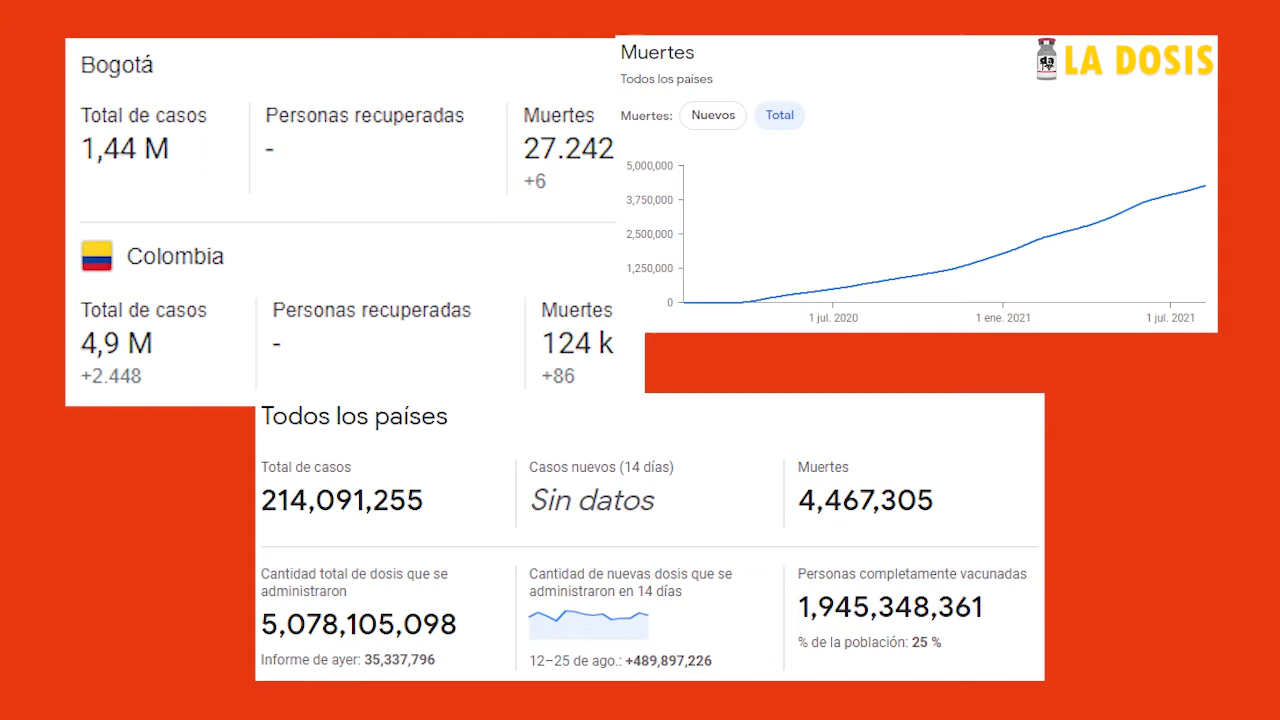 Bogotá
Total de casos
1,44 M
Personas recuperadas
-
Muertes
27.242
+6
Colombia
Total de casos
4,9 M
+2.448
Personas recuperadas
-
Muertes
124 k
+86
Muertes
Todos los países
Muertes: Nuevos Total
5,000,000
3,750,000
2,500,000
1,250,000
0
1 jul. 2020 1 ene. 2021 1 jul. 2021
LA DOSIS
Todos los países
Total de casos
214,091,255
Casos nuevos (14 días)
Sin datos
Muertes
4,467,305
Cantidad total de dosis que se
administraron
5,078,105,098
Informe de ayer: 35,337,796
Cantidad de nuevas dosis que se
administraron en 14 días
12–25 de ago.: +489,897,226
Personas completamente vacunadas
1,945,348,361
% de la población: 25 %